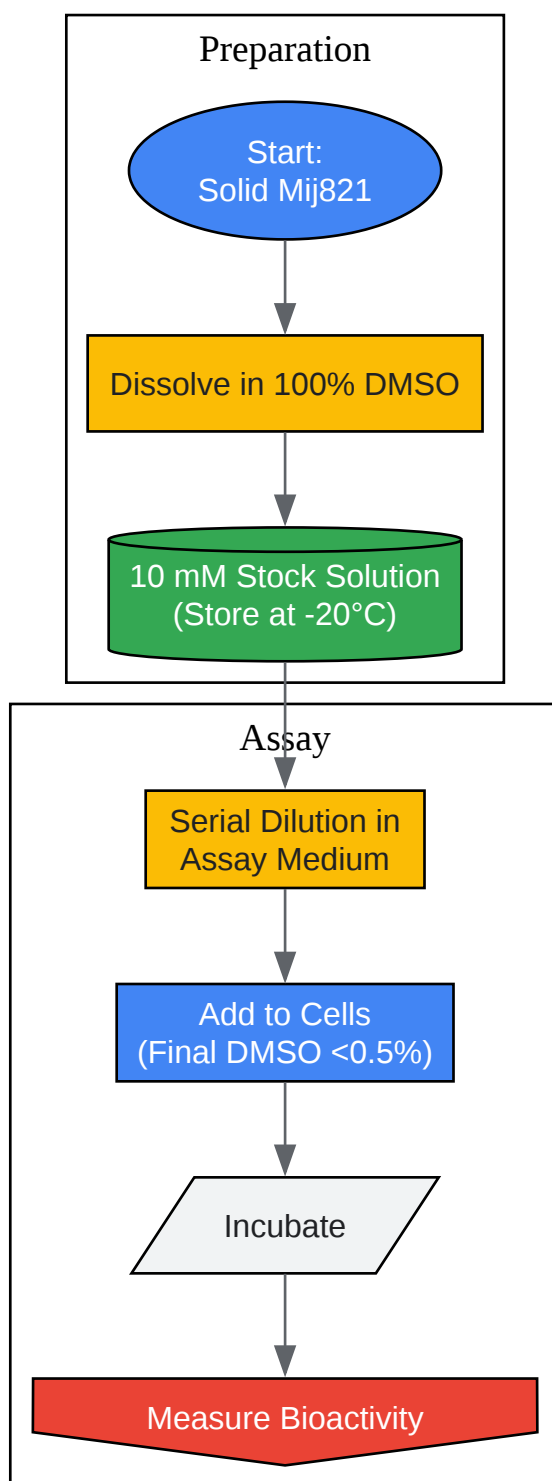 Preparation
Start:
Solid Mij821
Dissolve in 100% DMSO
10 mM Stock Solution
(Store at -20°C)
Assay
Serial Dilution in
Assay Medium
Add to Cells
(Final DMSO <0.5%)
Incubate
Measure Bioactivity